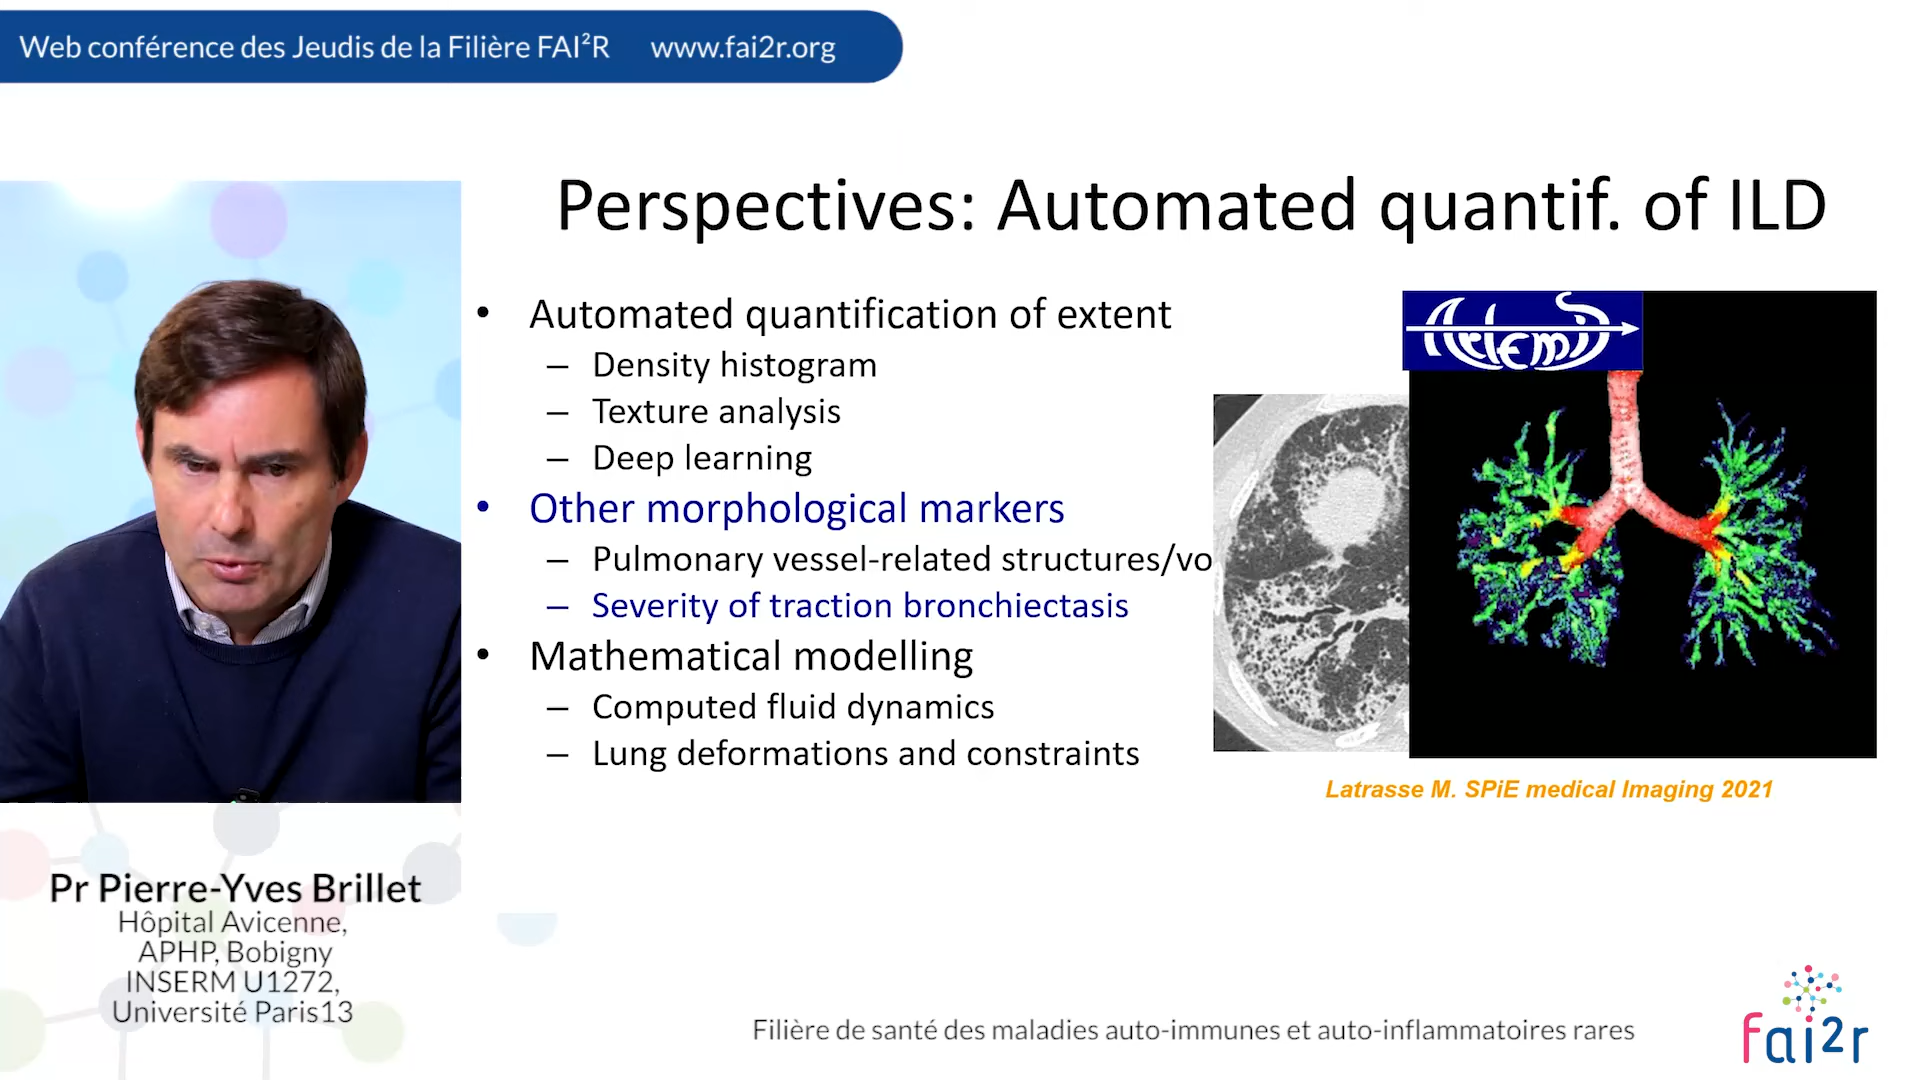 Web conférence des Jeudis de la Filière FAI²R www.fai2r.org
Perspectives: Automated quantif. of ILD
• Automated quantification of extent
– Density histogram
– Texture analysis
– Deep learning
• Other morphological markers
– Pulmonary vessel-related structures/vo
– Severity of traction bronchiectasis
• Mathematical modelling
– Computed fluid dynamics
– Lung deformations and constraints
Artemis
Latrasse M. SPiE medical Imaging 2021
Pr Pierre-Yves Brillet
Hôpital Avicenne,
APHP, Bobigny
INSERM U1272,
Université Paris13
Filière de santé des maladies auto-immunes et auto-inflammatoires rares
fai2r